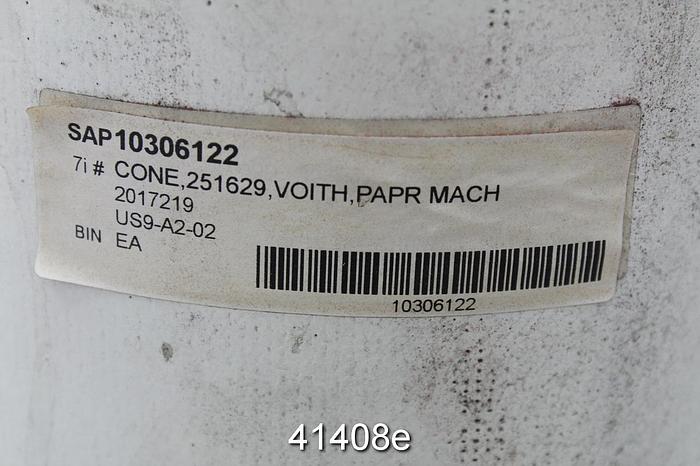 SAP10306122
7i # CONE,251629,VOITH,PAPR MACH
2017219
US9-A2-02
BIN EA
10306122
41408e